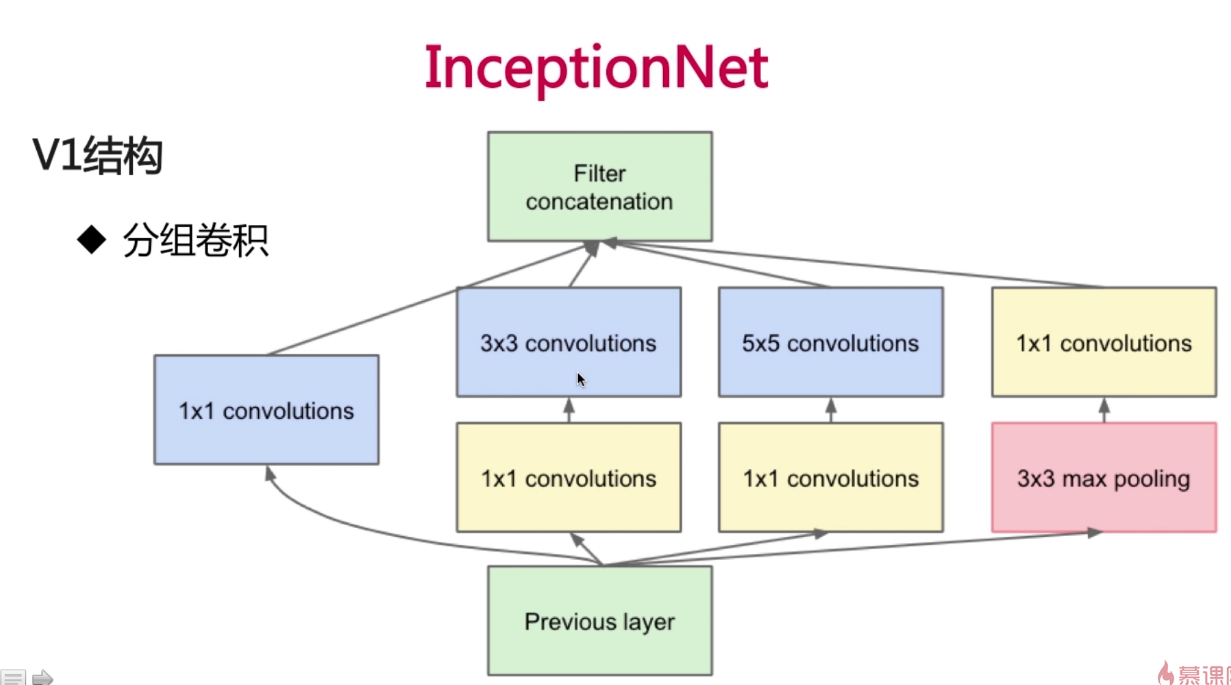 InceptionNet
V1结构
◆ 分组卷积
Filter
concatenation
3x3 convolutions
5x5 convolutions
1x1 convolutions
1x1 convolutions
1x1 convolutions
1x1 convolutions
3x3 max pooling
Previous layer
慕课